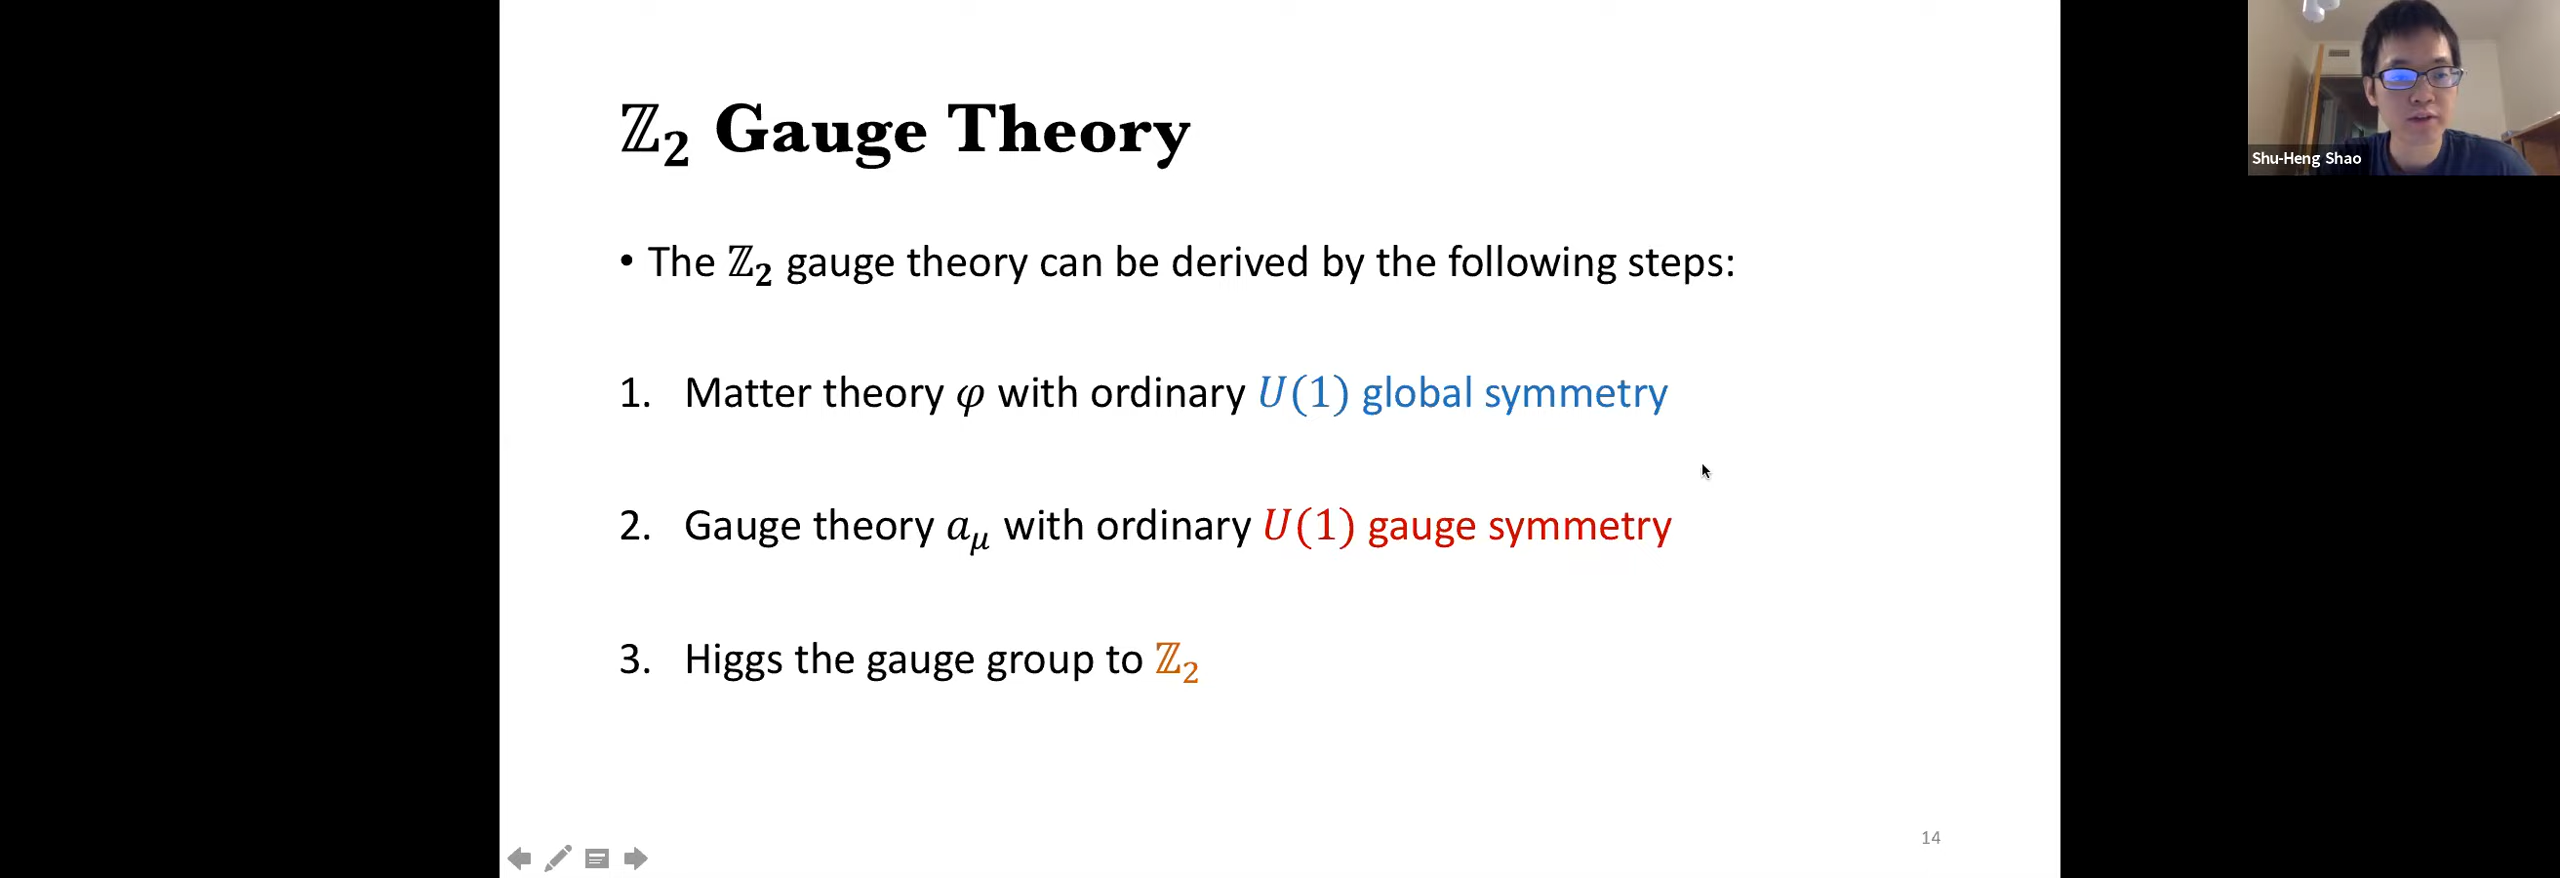 ℤ₂ Gauge Theory
Shu-Heng Shao
• The ℤ₂ gauge theory can be derived by the following steps:
1. Matter theory φ with ordinary U(1) global symmetry
2. Gauge theory aμ with ordinary U(1) gauge symmetry
3. Higgs the gauge group to ℤ₂
14